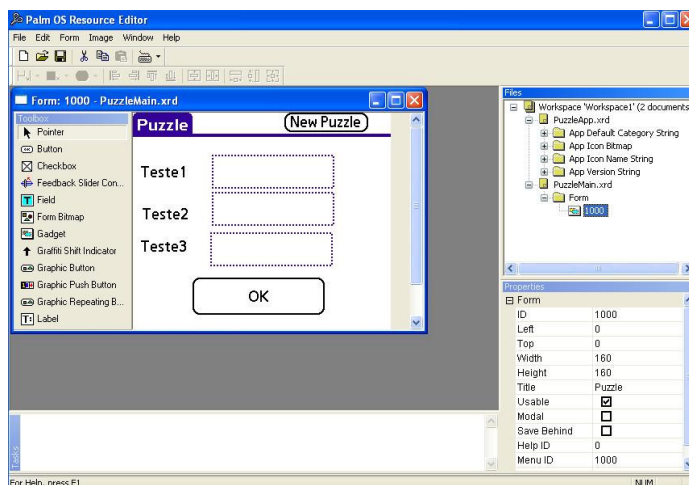 Palm OS Resource Editor
File Edit Form Image Window Help
Form: 1000 - PuzzleMain.xrd
Toolbox
Pointer
Button
Checkbox
Feedback Slider Con...
Field
Form Bitmap
Gadget
Graffiti Shift Indicator
Graphic Button
Graphic Push Button
Graphic Repeating B...
Label
Puzzle
New Puzzle
Teste1
Teste2
Teste3
OK
Files
Workspace 'Workspace1' (2 documents
PuzzleApp.xrd
App Default Category String
App Icon Bitmap
App Icon Name String
App Version String
PuzzleMain.xrd
Form
1000
Properties
Form
ID 1000
Left 0
Top 0
Width 160
Height 160
Title Puzzle
Usable
Modal
Save Behind
Help ID 0
Menu ID 1000
Tasks
For Help, press F1
NUM